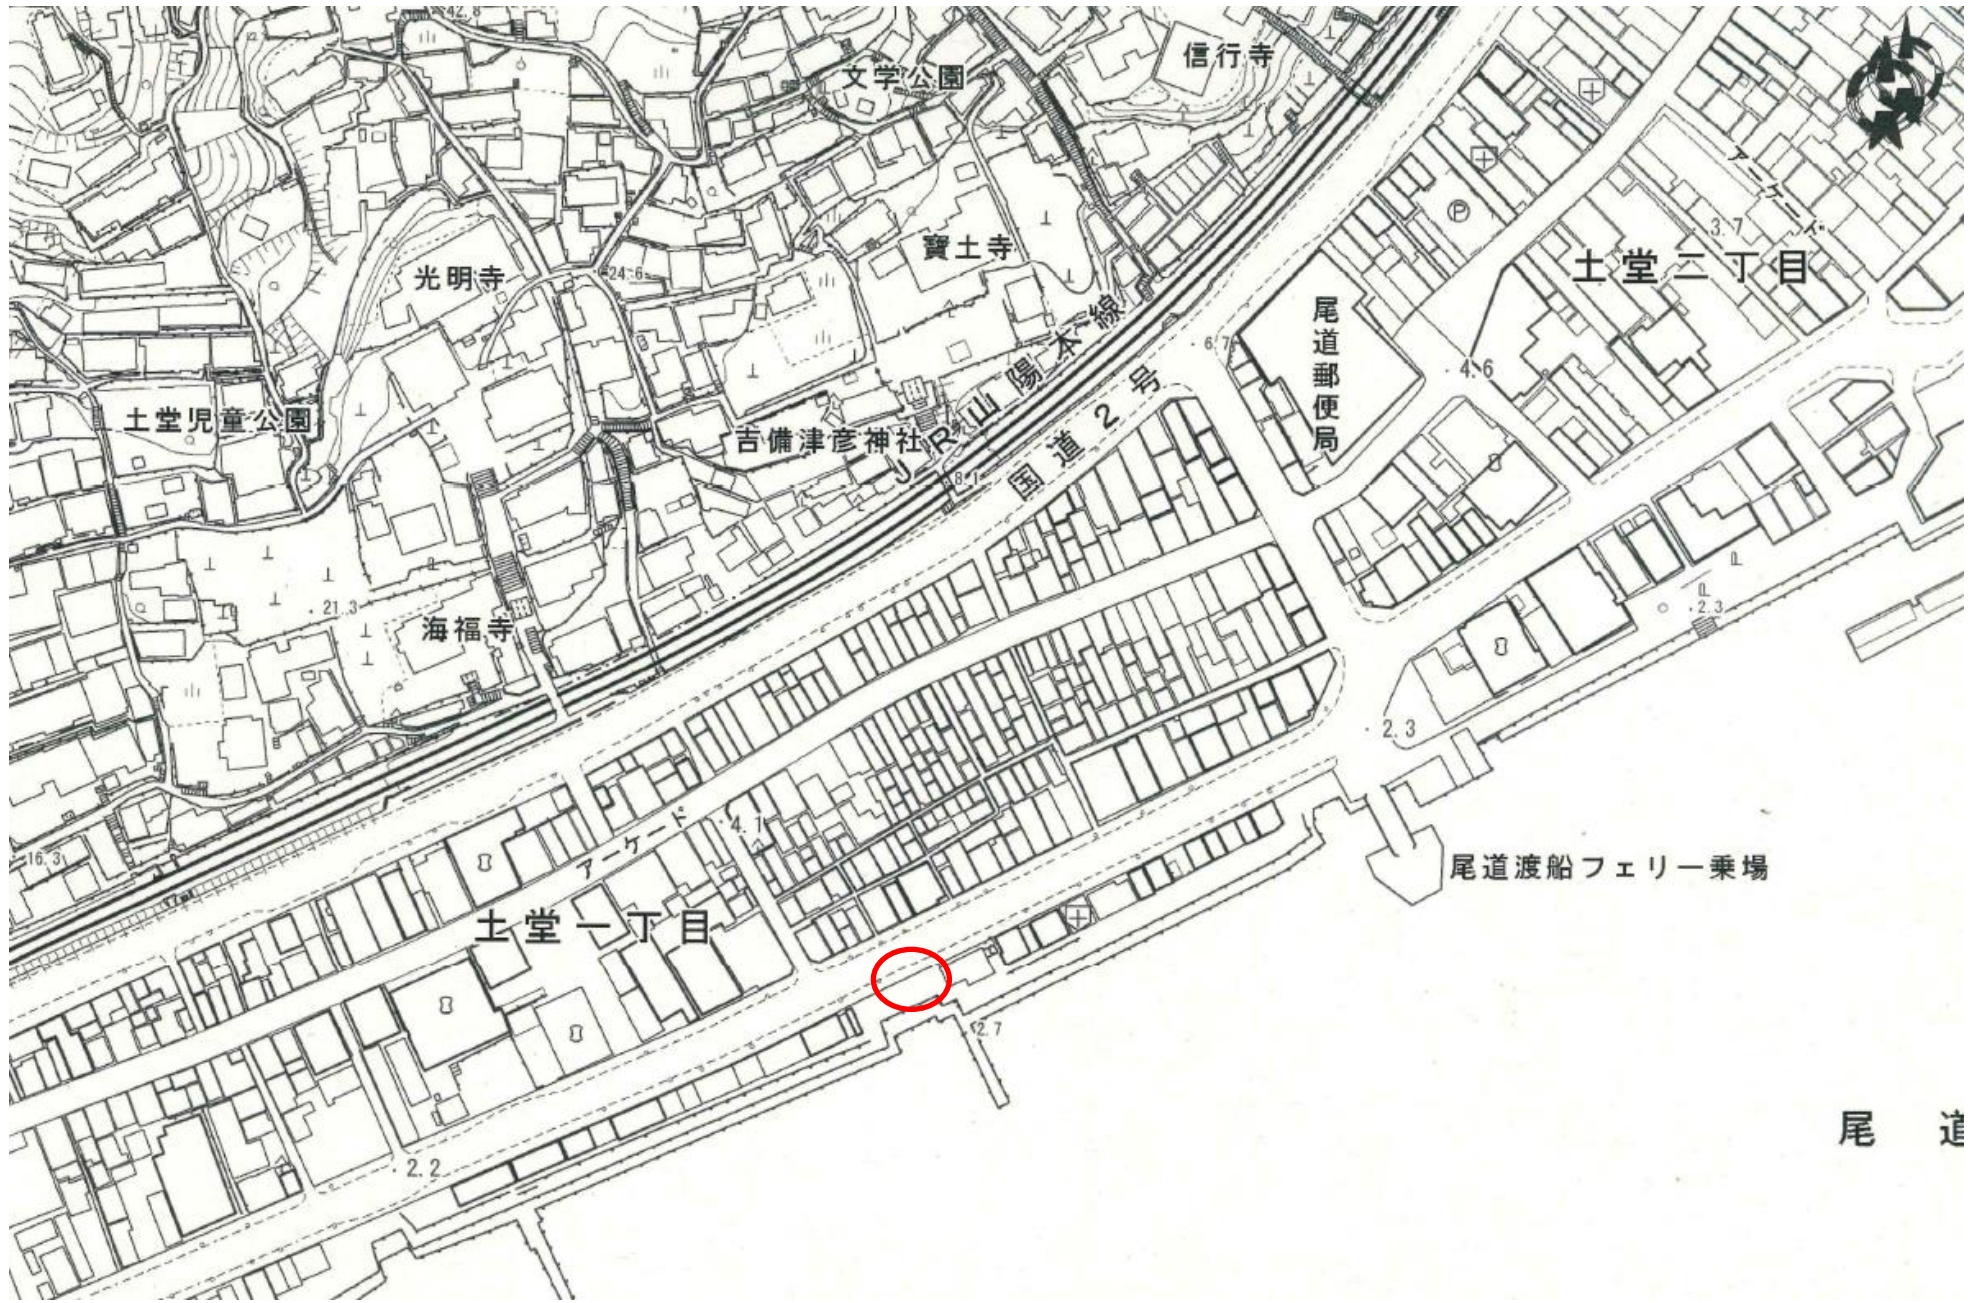 42.8
文学公園
信行寺
アーケード
3.7
土堂二丁目
寶土寺
光明寺
24.6
JR山陽本線
国道2号
6.7
尾道郵便局
4.6
土堂児童公園
吉備津彦神社
8.1
21.3
2.3
海福寺
2.3
アーケード
4.1
16.3
尾道渡船フェリー乗場
土堂一丁目
2.7
尾 道
2.2
P